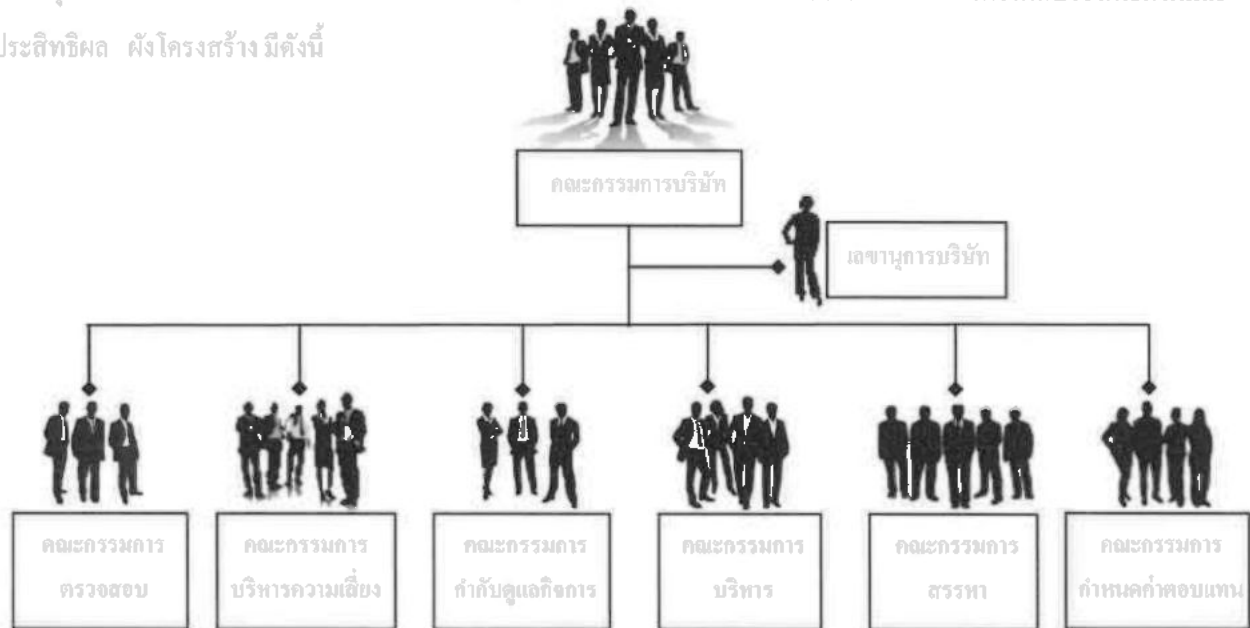 ประสิทธิผล ผังโครงสร้าง มีดังนี้
คณะกรรมการบริษัท
เลขานุการบริษัท
คณะกรรมการ
ตรวจสอบ
คณะกรรมการ
บริหารความเสี่ยง
คณะกรรมการ
กำกับดูแลกิจการ
คณะกรรมการ
บริหาร
คณะกรรมการ
สรรหา
คณะกรรมการ
กำหนดค่าตอบแทน